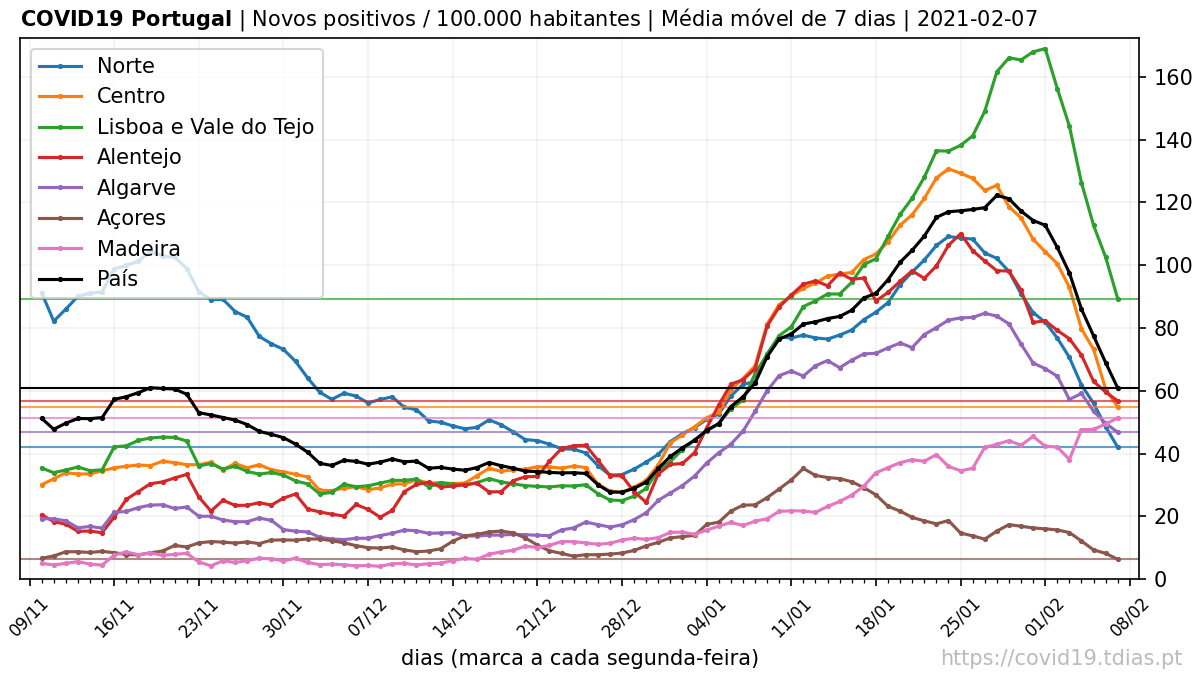 COVID19 Portugal | Novos positivos / 100.000 habitantes | Média móvel de 7 dias | 2021-02-07
Norte
Centro
Lisboa e Vale do Tejo
Alentejo
Algarve
Açores
Madeira
País
160
140
120
100
80
60
40
20
0
09/11
16/11
23/11
30/11
07/12
14/12
21/12
28/12
04/01
11/01
18/01
25/01
01/02
08/02
dias (marca a cada segunda-feira)
https://covid19.tdias.pt